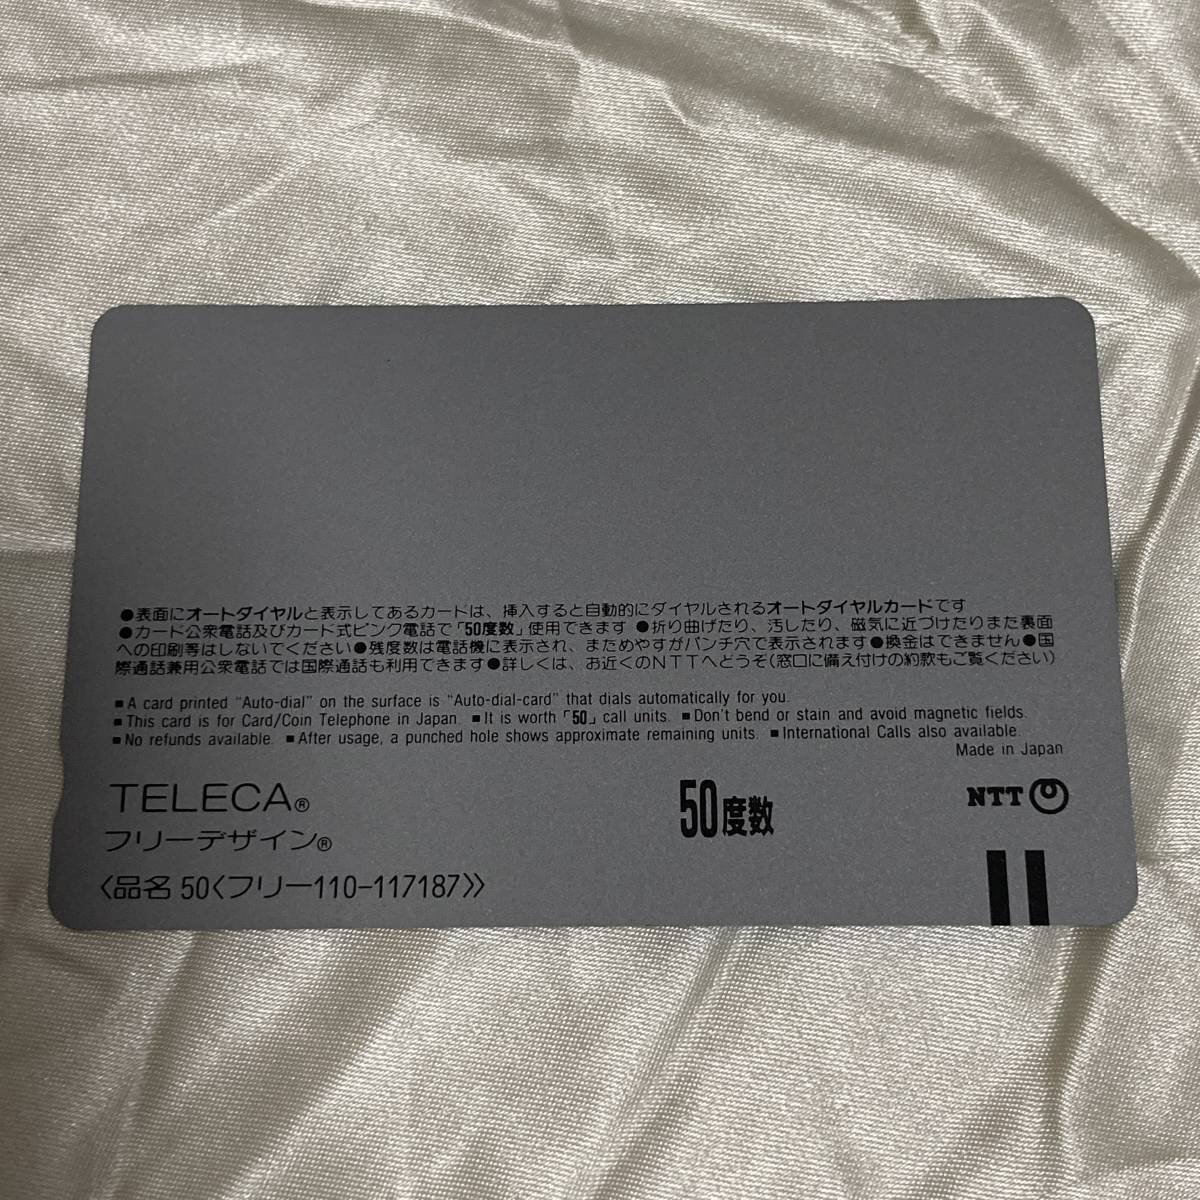 ●表面にオートダイヤルと表示してあるカードは、挿入すると自動的にダイヤルされるオートダイヤルカードです
●カード公衆電話及びカード式ピンク電話で「50度数」使用できます ●折り曲げたり、汚したり、磁気に近づけたりまた裏面
への印刷等はしないでください●残度数は電話機に表示され、まためやすがパンチ穴で表示されます●換金はできません●国
際通話兼用公衆電話では国際通話も利用できます●詳しくは、お近くのNTTへどうぞ(窓口に備え付けの約款もご覧ください)
■A card printed "Auto-dial" on the surface is "Auto-dial-card" that dials automatically for you.
■This card is for Card/Coin Telephone in Japan. ■It is worth「50」call units. ■Don't bend or stain and avoid magnetic fields.
■No refunds available. ■After usage, a punched hole shows approximate remaining units. ■International Calls also available.
Made in Japan
TELECA®
フリーデザイン®
50度数
NTT
〈品名 50〈フリー110-117187〉〉